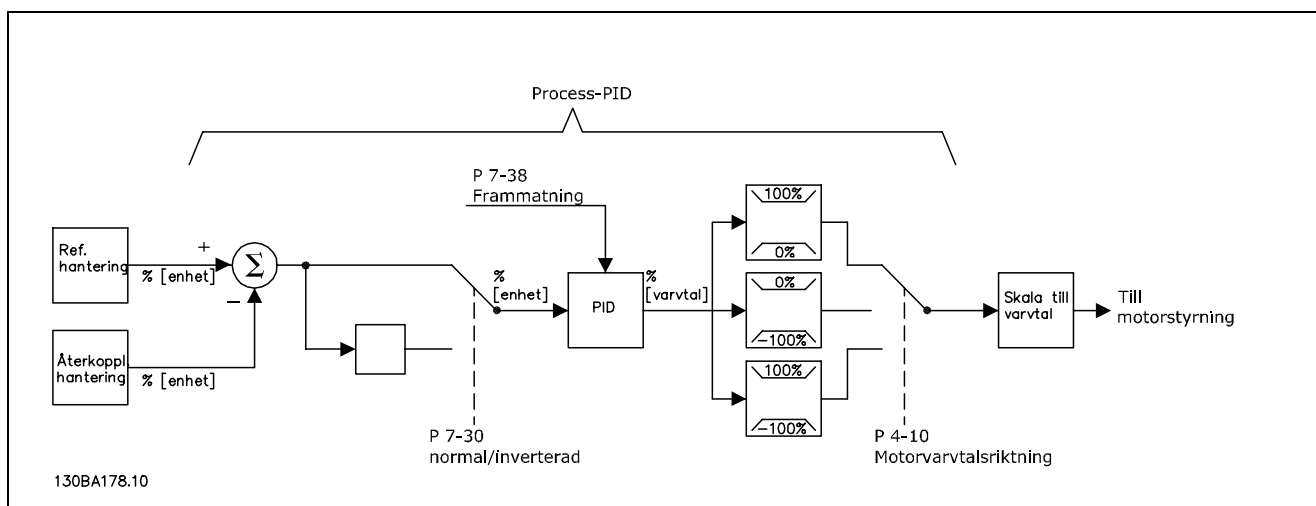 Process-PID
P 7-38
Frammatning
Ref.
hantering
+
% [enhet]
Σ
−
Återkoppl.
hantering
% [enhet]
%
[enhet]
PID
%
[varvtal]
100%
0%
0%
−100%
100%
−100%
Skala till
varvtal
Till
motorstyrning
P 7-30
normal/inverterad
P 4-10
Motorvarvtalsriktning
130BA178.10